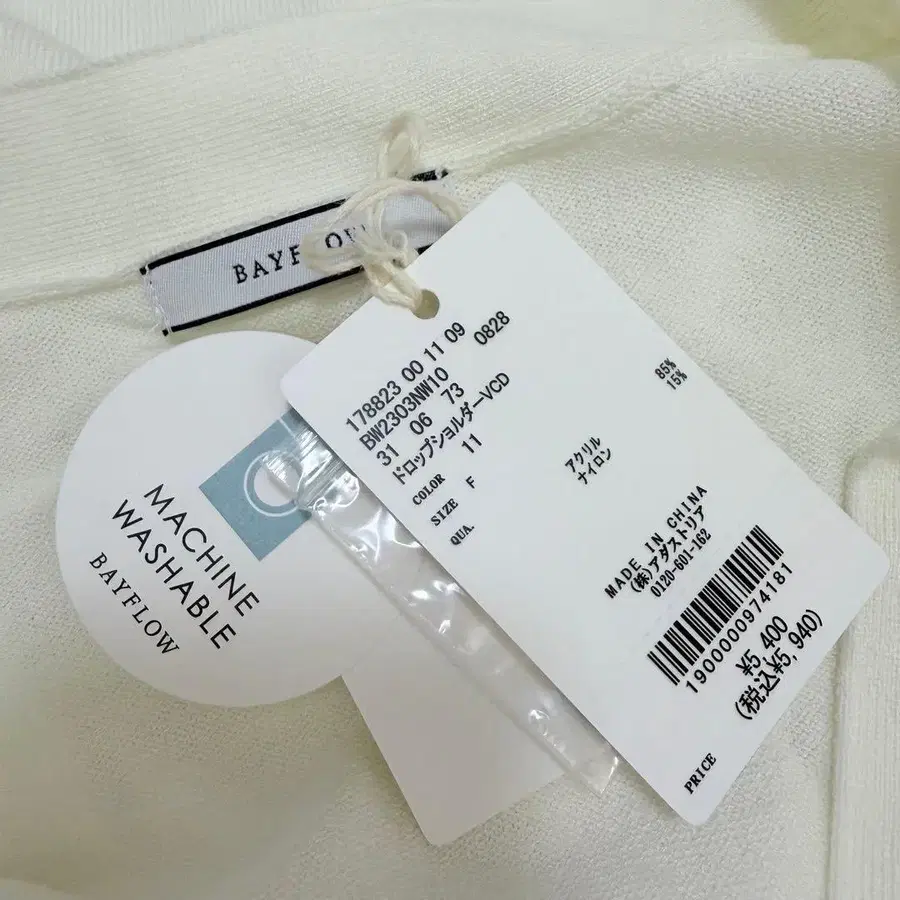 BAYFLOW
MACHINE
WASHABLE
BAYFLOW
178823 00 11 09
BW2303NW10 0828
31 06 73
ドロップショルダーVCD
COLOR 11
SIZE F
QUA.
アクリル 85%
ナイロン 15%
MADE IN CHINA
(株)アダストリア
0120-601-162
1900000974181
¥5,400
(税込¥5,940)
PRICE